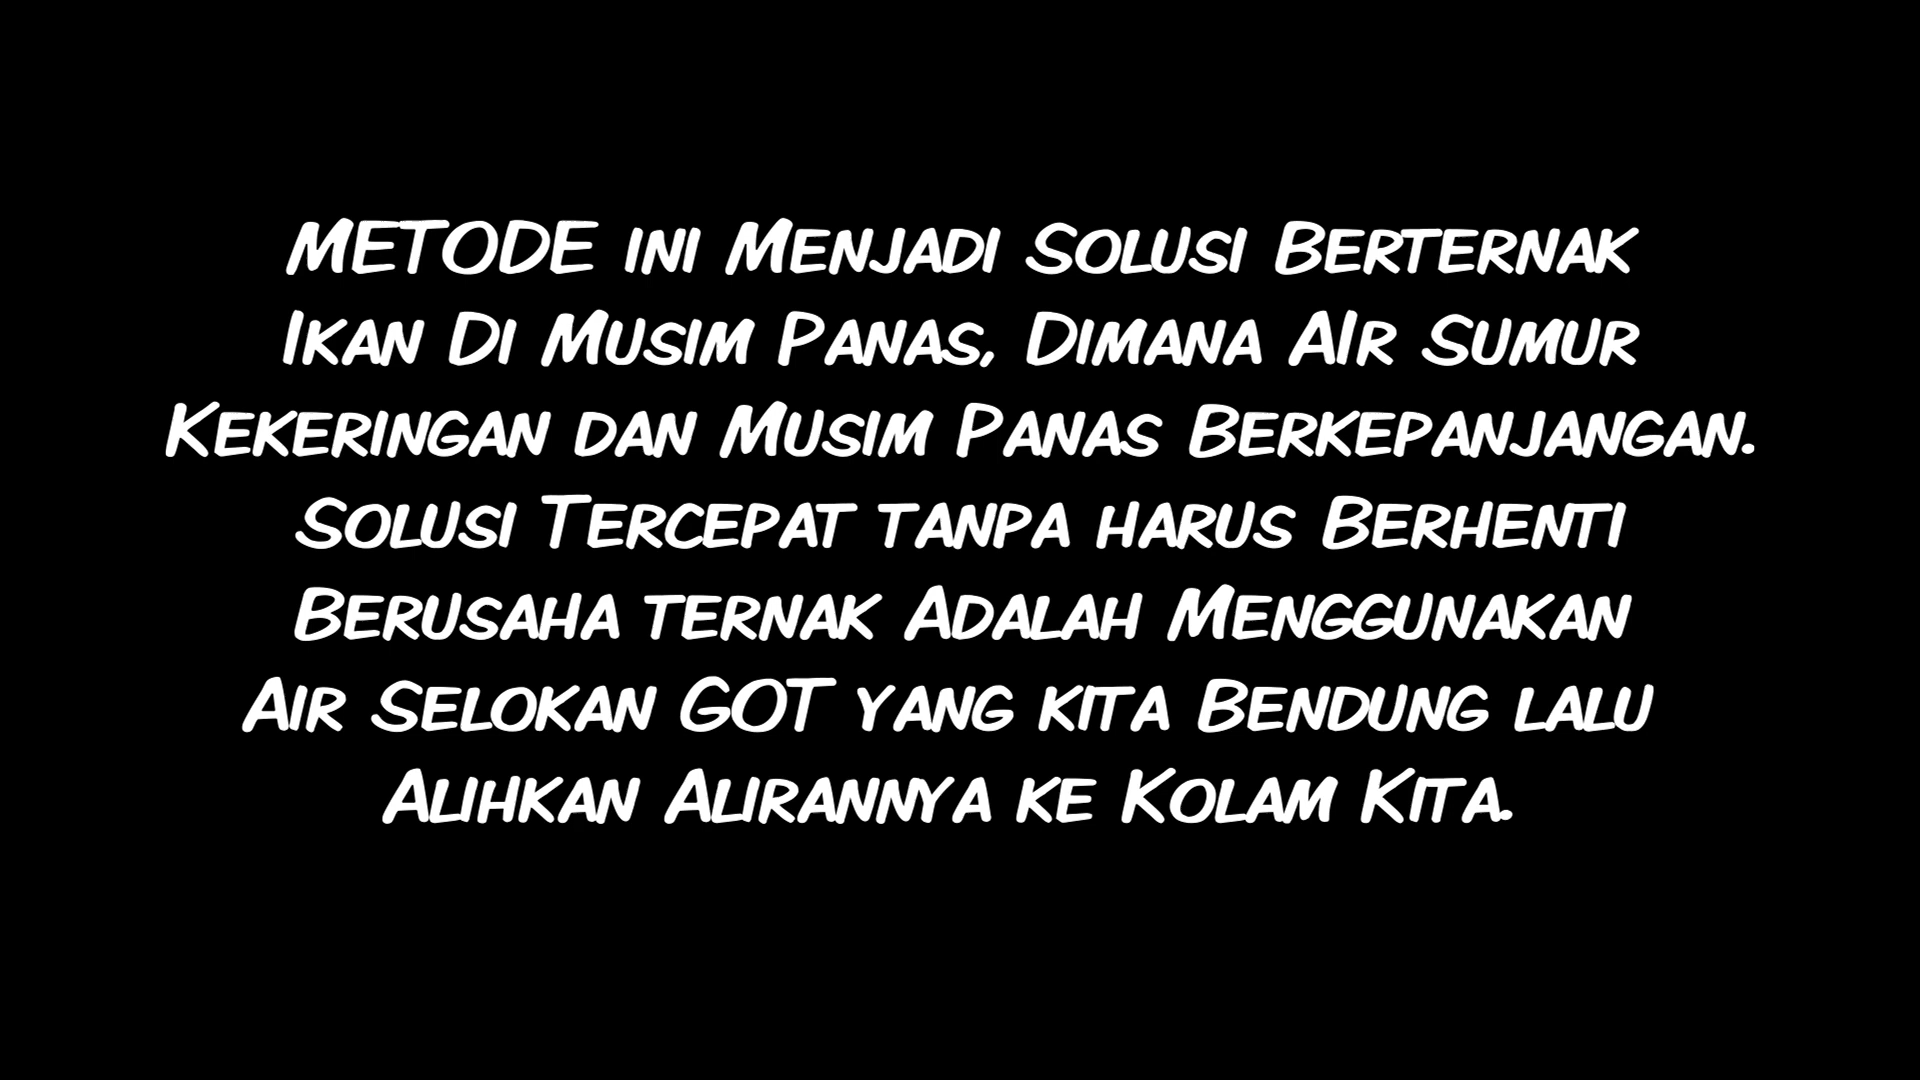 METODE INI MENJADI SOLUSI BERTERNAK
IKAN DI MUSIM PANAS, DIMANA AIR SUMUR
KEKERINGAN DAN MUSIM PANAS BERKEPANJANGAN.
SOLUSI TERCEPAT TANPA HARUS BERHENTI
BERUSAHA TERNAK ADALAH MENGGUNAKAN
AIR SELOKAN GOT YANG KITA BENDUNG LALU
ALIHKAN ALIRANNYA KE KOLAM KITA.